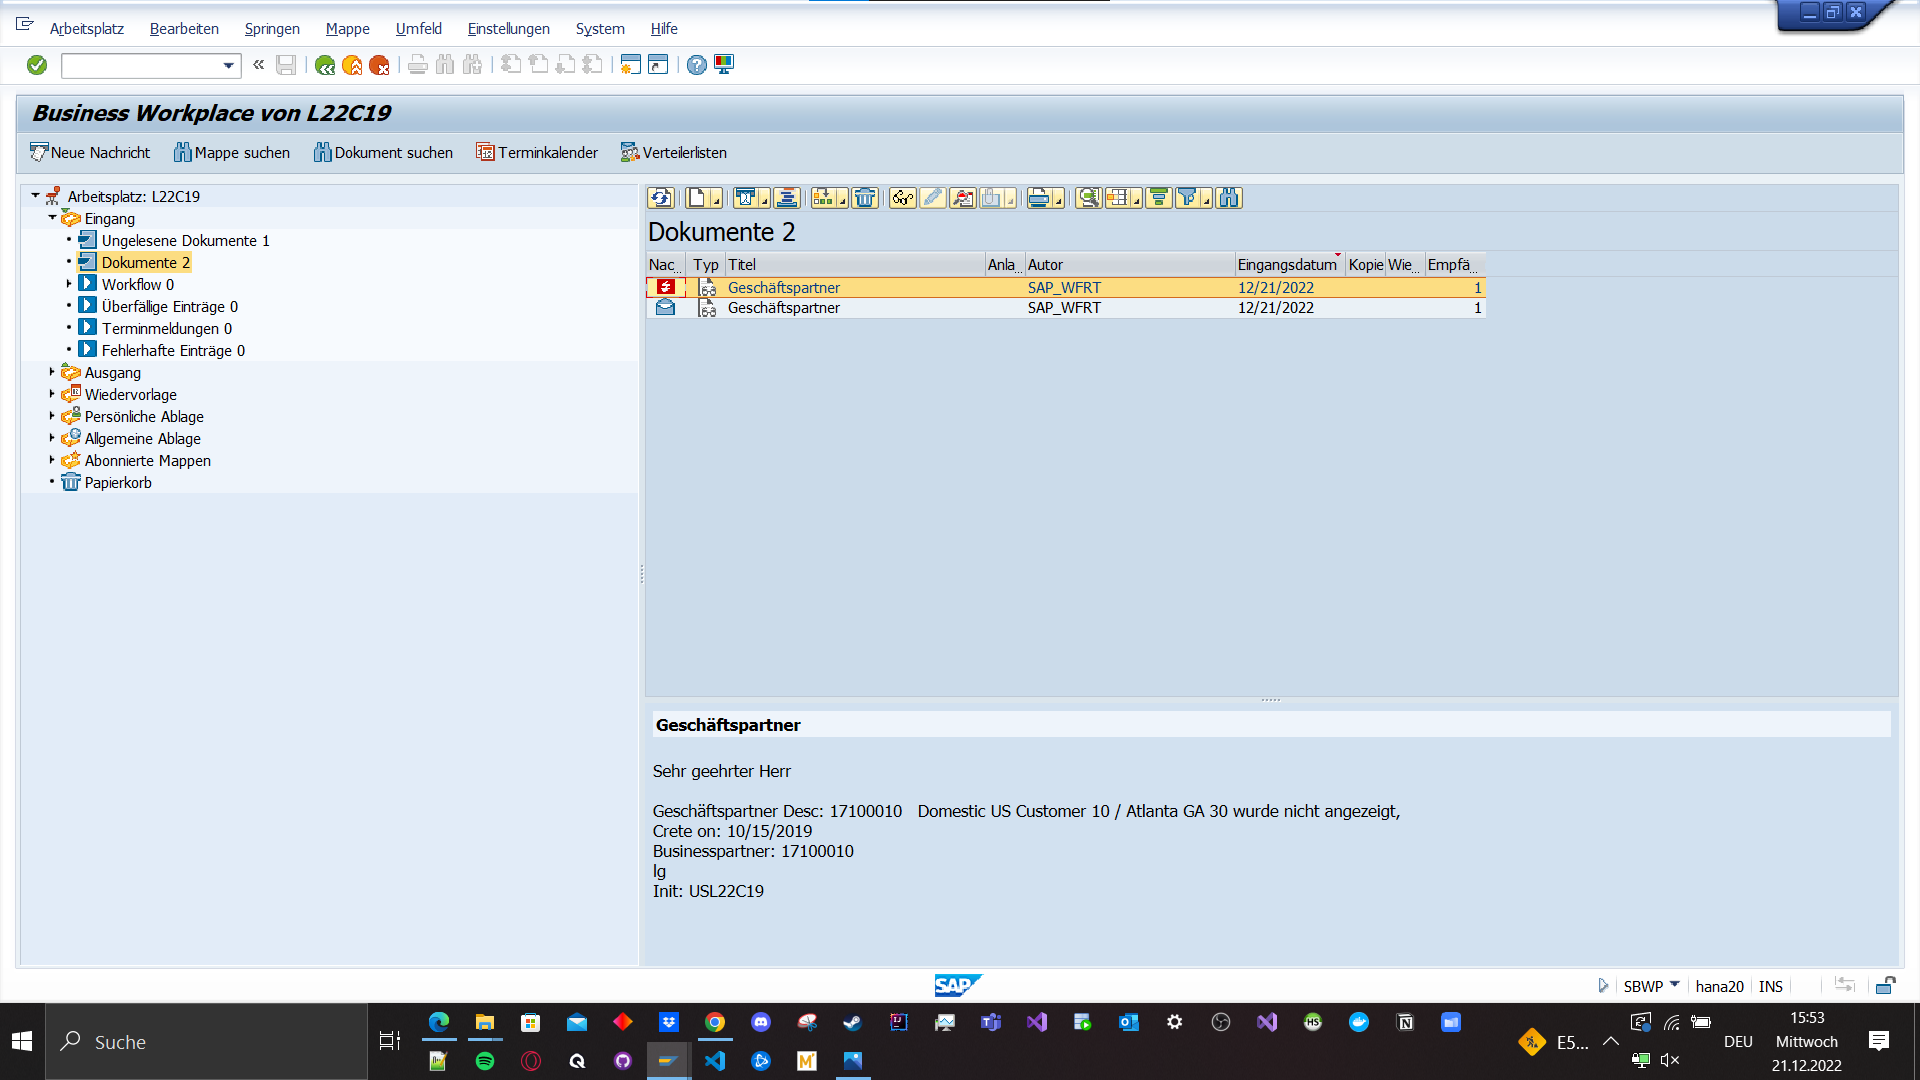 Arbeitsplatz Bearbeiten Springen Mappe Umfeld Einstellungen System Hilfe
Business Workplace von L22C19
Neue Nachricht Mappe suchen Dokument suchen Terminkalender Verteilerlisten
Arbeitsplatz: L22C19
Eingang
Ungelesene Dokumente 1
Dokumente 2
Workflow 0
Überfällige Einträge 0
Terminmeldungen 0
Fehlerhafte Einträge 0
Ausgang
Wiedervorlage
Persönliche Ablage
Allgemeine Ablage
Abonnierte Mappen
Papierkorb
Dokumente 2
Nac... Typ Titel Anla... Autor Eingangsdatum Kopie Wie... Empfä...
Geschäftspartner SAP_WFRT 12/21/2022 1
Geschäftspartner SAP_WFRT 12/21/2022 1
Geschäftspartner
Sehr geehrter Herr
Geschäftspartner Desc: 17100010 Domestic US Customer 10 / Atlanta GA 30 wurde nicht angezeigt,
Crete on: 10/15/2019
Businesspartner: 17100010
lg
Init: USL22C19
SAP
SBWP hana20 INS
Suche
E5...
DEU
15:53
Mittwoch
21.12.2022